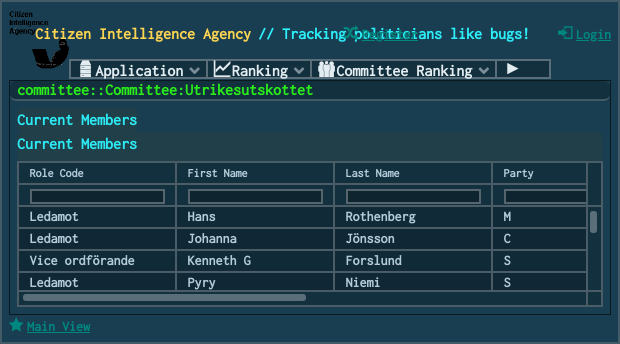 Citizen
Intelligence
Agency
Citizen Intelligence Agency // Tracking politicians like bugs!
Register
Login
Application
Ranking
Committee Ranking
committee::Committee:Utrikesutskottet
Current Members
Current Members
Role Code First Name Last Name Party
Ledamot Hans Rothenberg M
Ledamot Johanna Jönsson C
Vice ordförande Kenneth G Forslund S
Ledamot Pyry Niemi S
Main View